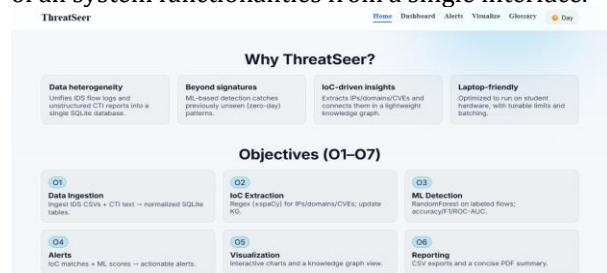 of all system functionalities from a single interface.
ThreatSeer Home Dashboard Alerts Visualize Glossary Day
Why ThreatSeer?
Data heterogeneity
Unifies IDS flow logs and
unstructured CTI reports into a
single SQLite database.
Beyond signatures
ML-based detection catches
previously unseen (zero-day)
patterns.
IoC-driven insights
Extracts IPs/domains/CVEs and
connects them in a lightweight
knowledge graph.
Laptop-friendly
Optimized to run on student
hardware, with tunable limits and
batching.
Objectives (O1–O7)
O1
Data Ingestion
Ingest IDS CSVs + CTI text → normalized SQLite
tables.
O2
IoC Extraction
Regex (+spaCy) for IPs/domains/CVEs; update
KG.
O3
ML Detection
RandomForest on labeled flows;
accuracy/F1/ROC-AUC.
O4
Alerts
IoC matches + ML scores → actionable alerts.
O5
Visualization
Interactive charts and a knowledge graph view.
O6
Reporting
CSV exports and a concise PDF summary.